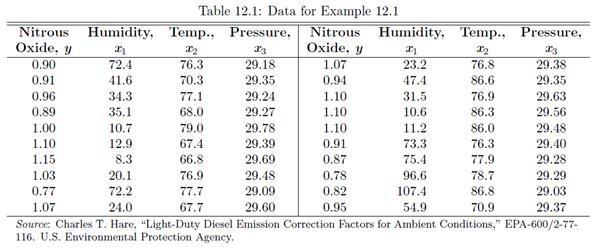 Table 12.1: Data for Example 12.1
Nitrous Humidity, Temp., Pressure, Nitrous Humidity, Temp., Pressure,
Oxide, y x1 x2 x3 Oxide, y x1 x2 x3
0.90 72.4 76.3 29.18 1.07 23.2 76.8 29.38
0.91 41.6 70.3 29.35 0.94 47.4 86.6 29.35
0.96 34.3 77.1 29.24 1.10 31.5 76.9 29.63
0.89 35.1 68.0 29.27 1.10 10.6 86.3 29.56
1.00 10.7 79.0 29.78 1.10 11.2 86.0 29.48
1.10 12.9 67.4 29.39 0.91 73.3 76.3 29.40
1.15 8.3 66.8 29.69 0.87 75.4 77.9 29.28
1.03 20.1 76.9 29.48 0.78 96.6 78.7 29.29
0.77 72.2 77.7 29.09 0.82 107.4 86.8 29.03
1.07 24.0 67.7 29.60 0.95 54.9 70.9 29.37
Source: Charles T. Hare, “Light-Duty Diesel Emission Correction Factors for Ambient Conditions,” EPA-600/2-77-
116. U.S. Environmental Protection Agency.